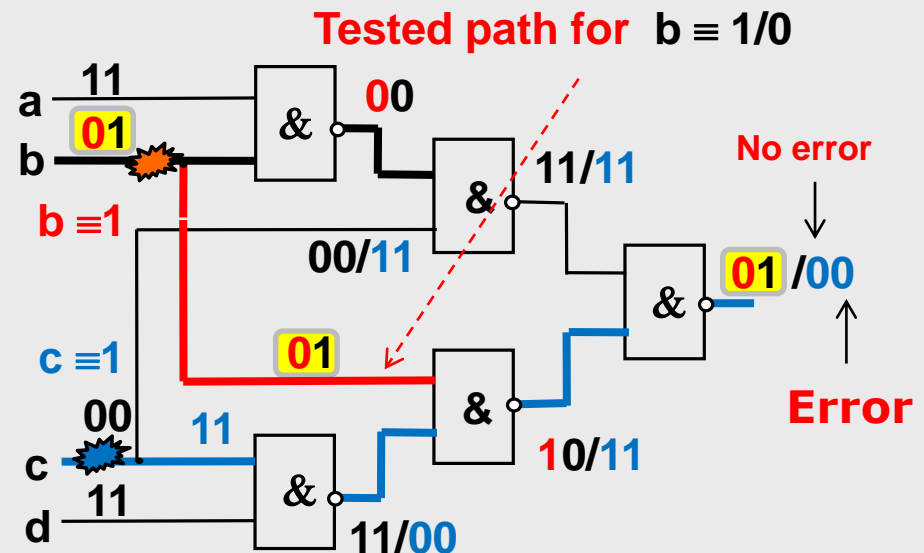 Tested path for b ≡ 1/0
a 11
&
00
01
b
b ≡1
&
11/11
No error
00/11
&
01 /00
c ≡1
01
&
Error
00
11
10/11
c
&
11
d
11/00